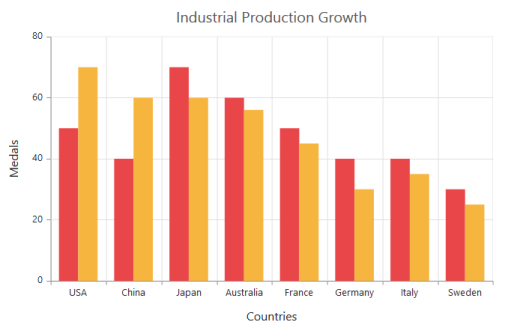 Industrial Production Growth
80
60
40
20
0
Medals
USA China Japan Australia France Germany Italy Sweden
Countries